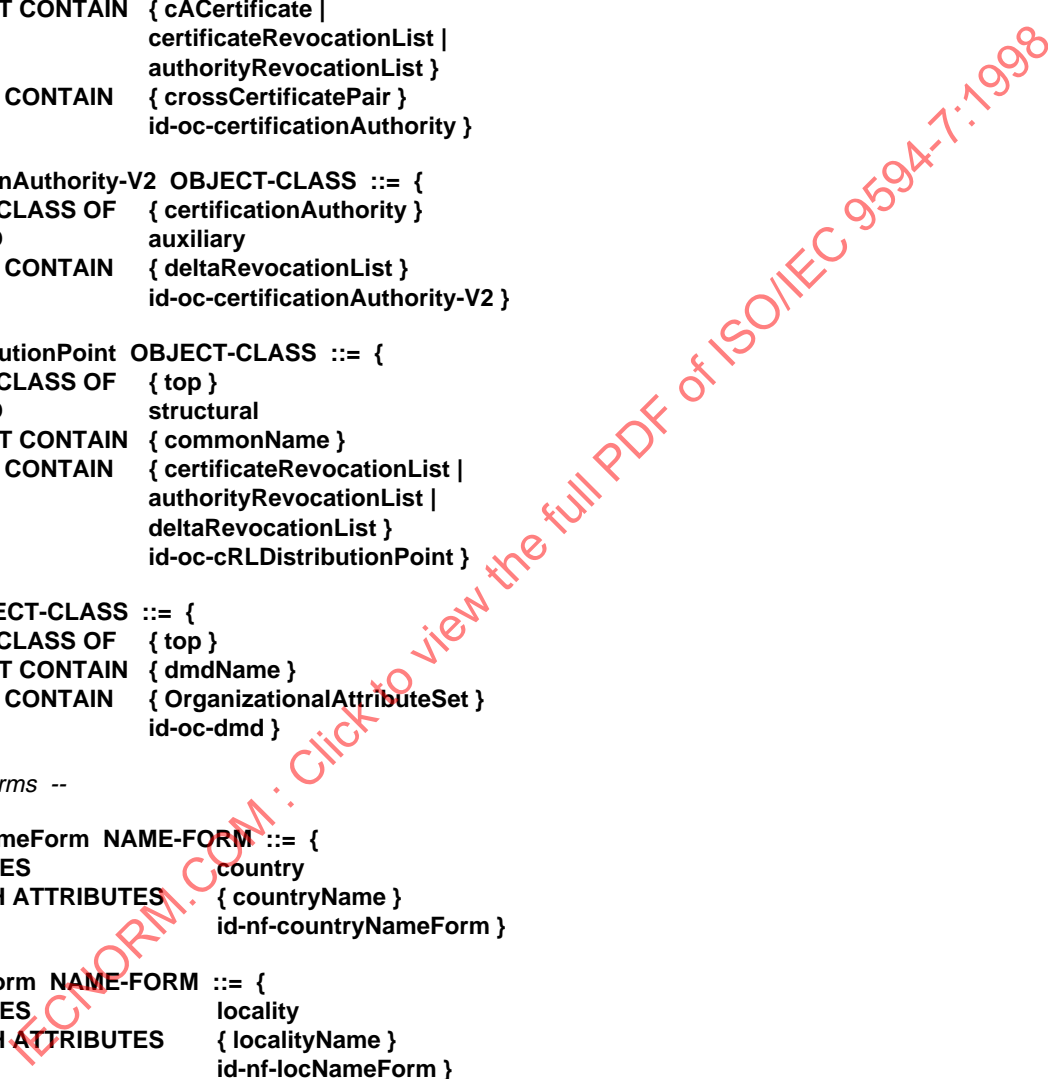 T CONTAIN { cACertificate |
certificateRevocationList |
authorityRevocationList }
CONTAIN { crossCertificatePair }
id-oc-certificationAuthority }
nAuthority-V2 OBJECT-CLASS ::= {
CLASS OF { certificationAuthority }
D auxiliary
CONTAIN { deltaRevocationList }
id-oc-certificationAuthority-V2 }
utionPoint OBJECT-CLASS ::= {
CLASS OF { top }
D structural
T CONTAIN { commonName }
CONTAIN { certificateRevocationList |
authorityRevocationList |
deltaRevocationList }
id-oc-cRLDistributionPoint }
ECT-CLASS ::= {
CLASS OF { top }
T CONTAIN { dmdName }
CONTAIN { OrganizationalAttributeSet }
id-oc-dmd }
rms --
meForm NAME-FORM ::= {
ES country
H ATTRIBUTES { countryName }
id-nf-countryNameForm }
orm NAME-FORM ::= {
ES locality
H ATTRIBUTES { localityName }
id-nf-locNameForm }
IECNORM.COM : Click to view the full PDF of ISO/IEC 9594-7:1998